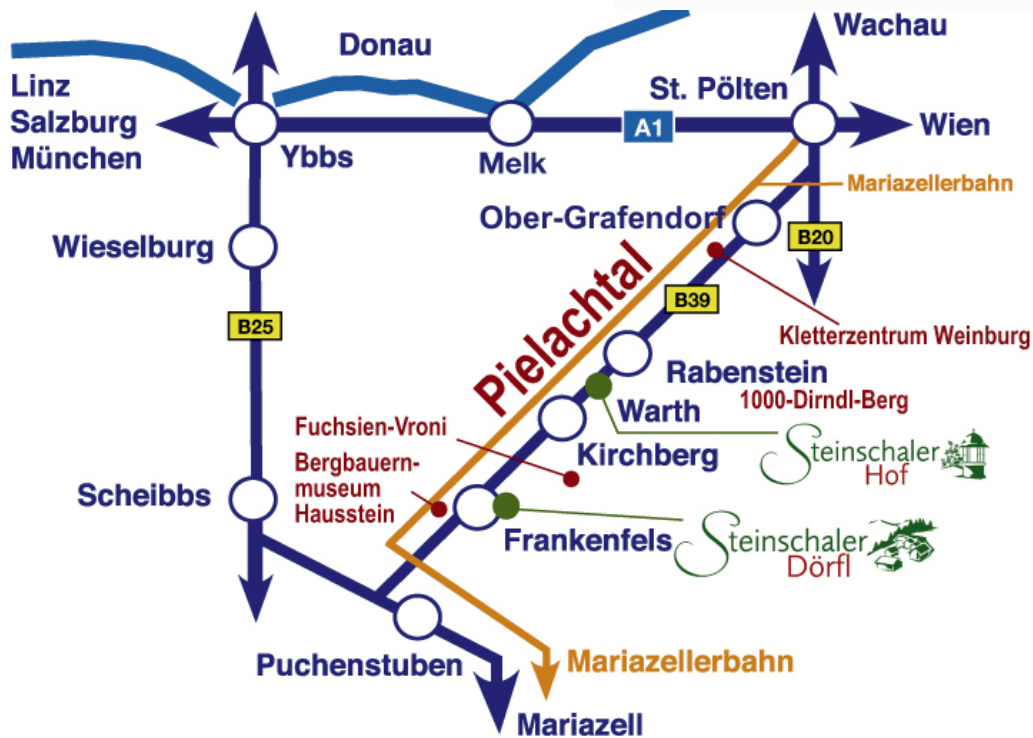 Wachau
Donau
Linz
Salzburg
München
St. Pölten
A1
Wien
Ybbs
Melk
Mariazellerbahn
Ober-Grafendorf
B20
Wieselburg
Pielachtal
B39
B25
Kletterzentrum Weinburg
Rabenstein
1000-Dirndl-Berg
Warth
Fuchsien-Vroni
Kirchberg
Steinschaler
Hof
Bergbauern-
museum
Hausstein
Scheibbs
Frankenfels
Steinschaler
Dörfl
Puchenstuben
Mariazellerbahn
Mariazell